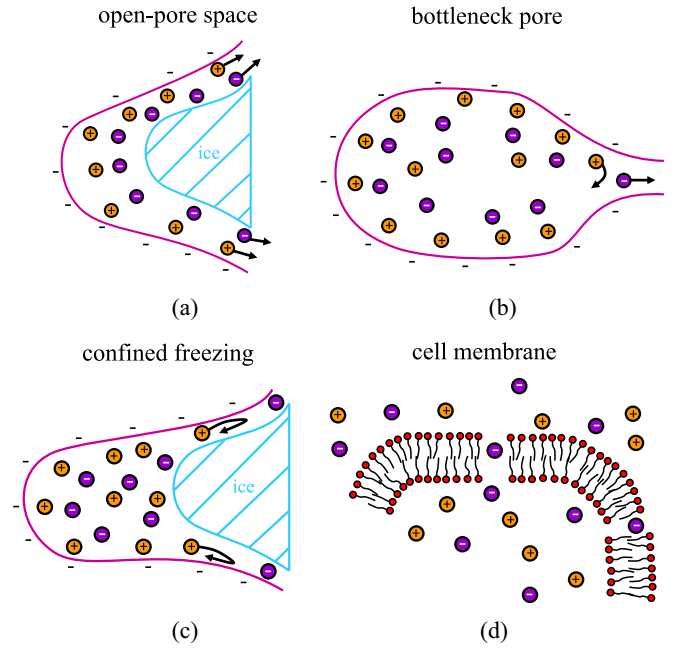 open-pore space
bottleneck pore
ice
(a)
(b)
confined freezing
cell membrane
ice
(c)
(d)